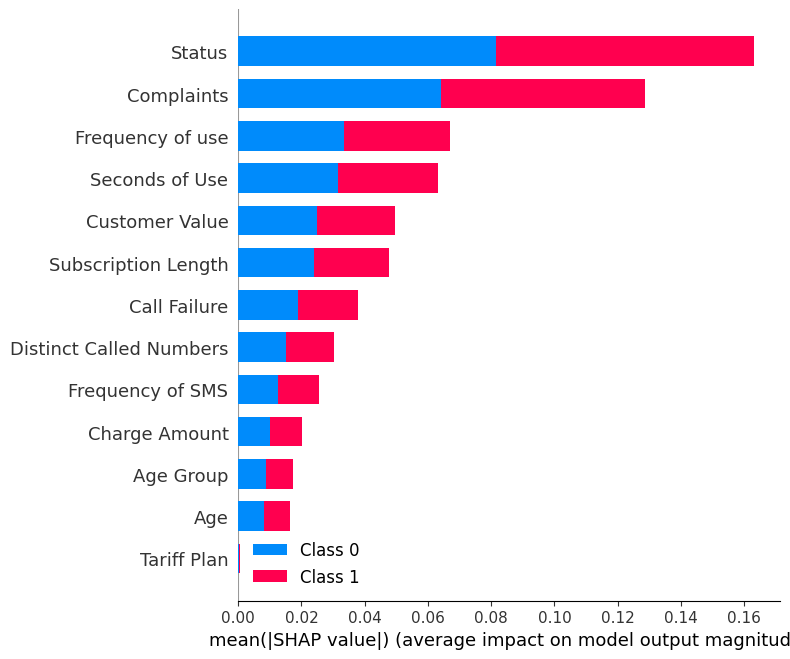 Status
Complaints
Frequency of use
Seconds of Use
Customer Value
Subscription Length
Call Failure
Distinct Called Numbers
Frequency of SMS
Charge Amount
Age Group
Age
Tariff Plan
Class 0
Class 1
0.00 0.02 0.04 0.06 0.08 0.10 0.12 0.14 0.16
mean(|SHAP value|) (average impact on model output magnitud